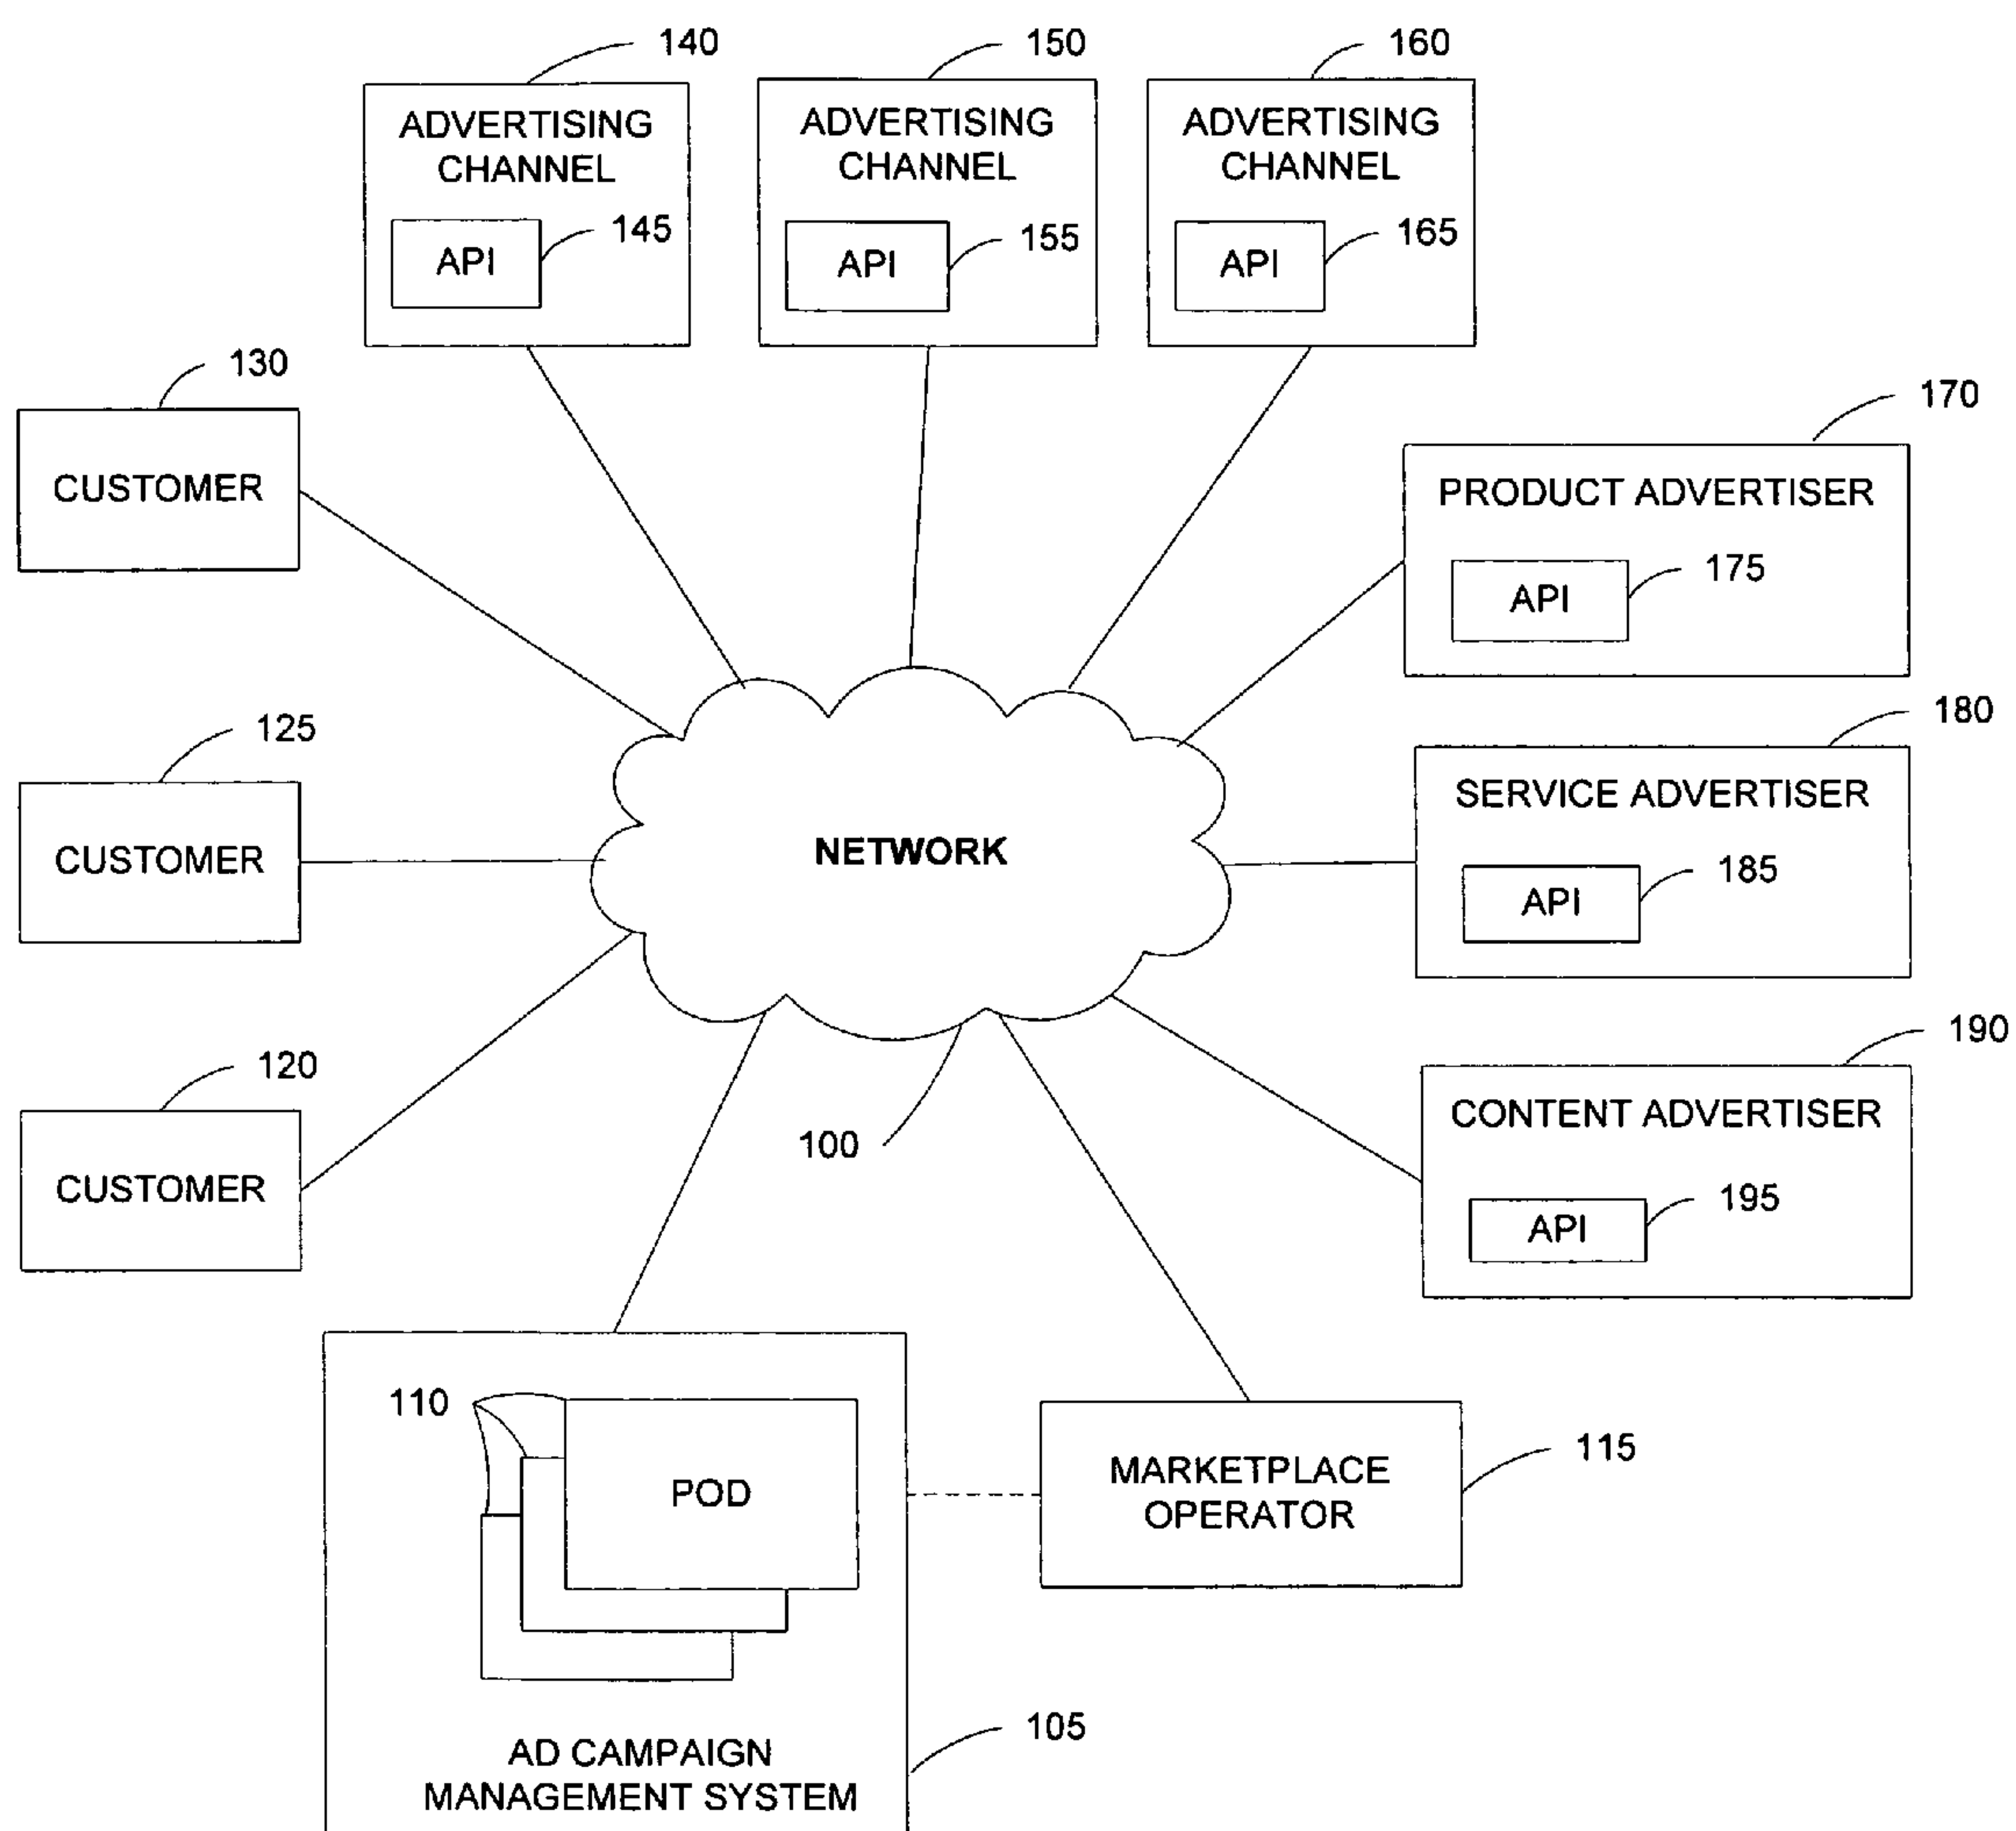 140
150
160
ADVERTISING
CHANNEL
API
145
ADVERTISING
CHANNEL
API
155
ADVERTISING
CHANNEL
API
165
130
CUSTOMER
170
PRODUCT ADVERTISER
API
175
125
CUSTOMER
NETWORK
100
180
SERVICE ADVERTISER
API
185
120
CUSTOMER
190
CONTENT ADVERTISER
API
195
110
POD
AD CAMPAIGN
MANAGEMENT SYSTEM
105
MARKETPLACE
OPERATOR
115